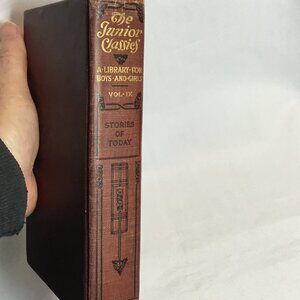 The
Junior
Classics
A·LIBRARY·FOR
BOYS·AND·GIRLS
VOL·IX
STORIES
OF
TODAY